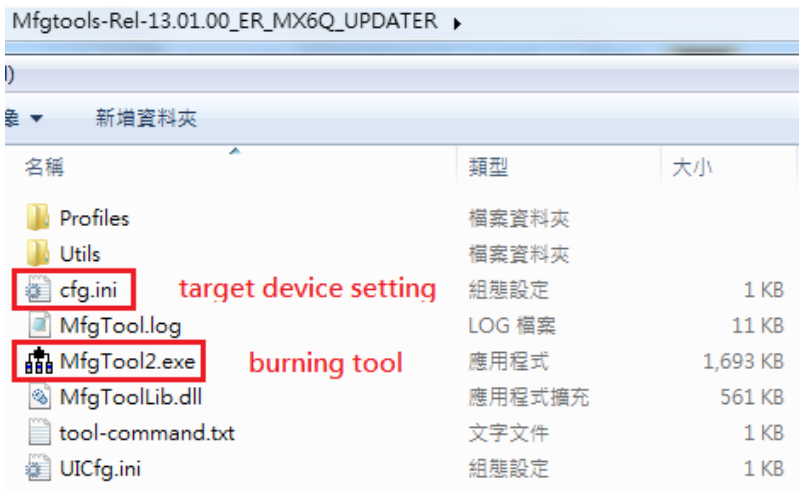 Mfgtools-Rel-13.01.00_ER_MX6Q_UPDATER
新增資料夾
名稱 類型 大小
Profiles 檔案資料夾
Utils 檔案資料夾
cfg.ini target device setting 組態設定 1 KB
MfgTool.log LOG 檔案 11 KB
MfgTool2.exe burning tool 應用程式 1,693 KB
MfgToolLib.dll 應用程式擴充 561 KB
tool-command.txt 文字文件 1 KB
UICfg.ini 組態設定 1 KB